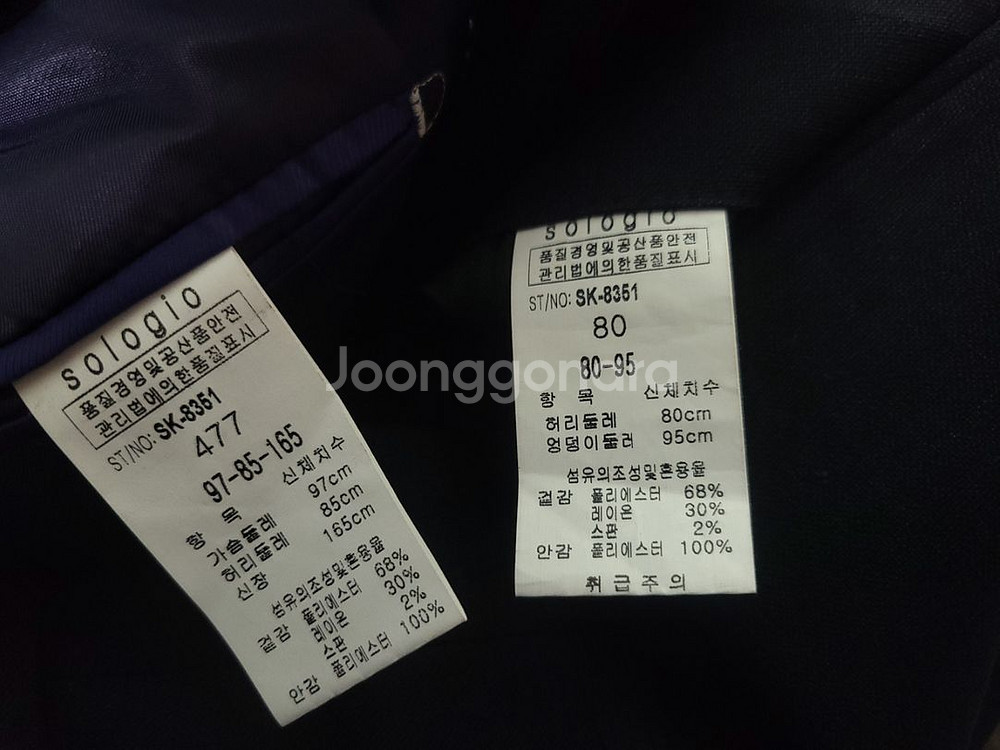 sologio
품질경영및공산품안전
관리법에의한품질표시
ST/NO: SK-8351
477
97-85-165
항 목 신체치수
가슴둘레 97cm
허리둘레 85cm
신장 165cm
섬유의조성및혼용율
겉감 폴리에스터 68%
레이온 30%
스판 2%
안감 폴리에스터 100%
sologio
품질경영및공산품안전
관리법에의한품질표시
ST/NO: SK-8351
80
80-95
항 목 신체치수
허리둘레 80cm
엉덩이둘러 95cm
섬유의조성및혼용율
겉감 폴리에스터 68%
레이온 30%
스판 2%
안감 폴리에스터 100%
취급주의
Joonggonara